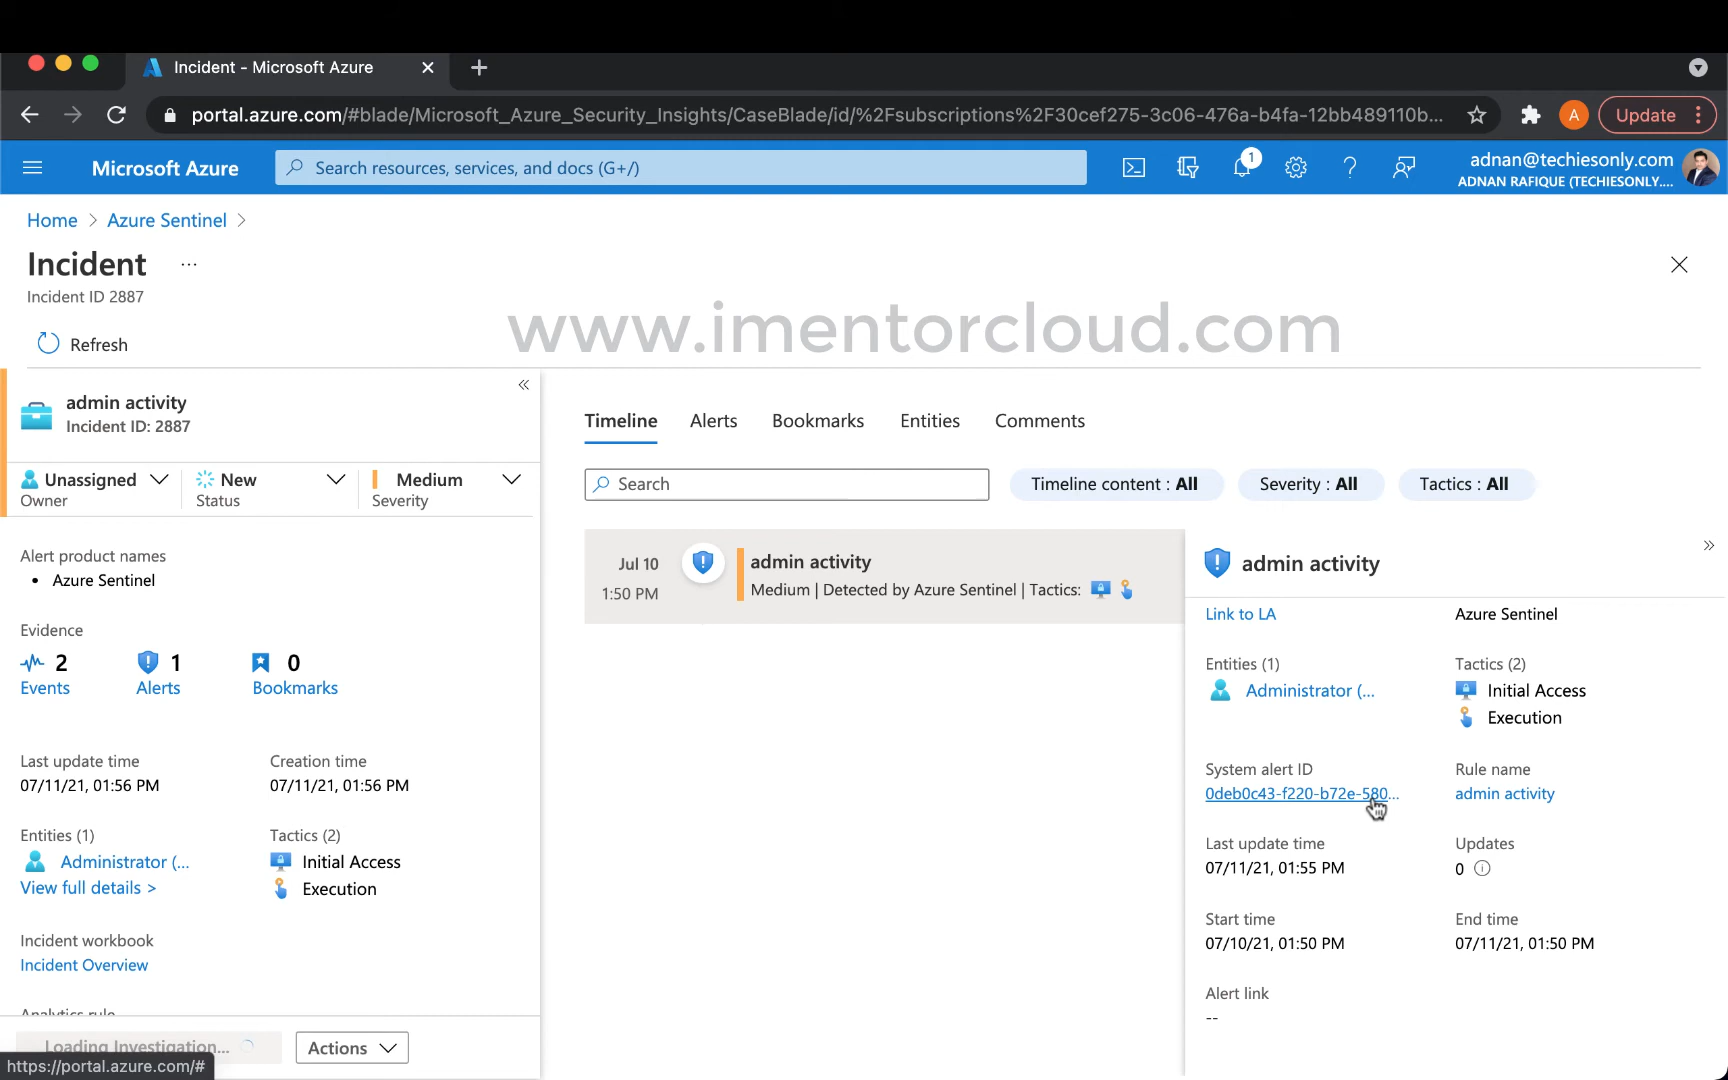 Incident - Microsoft Azure
portal.azure.com/#blade/Microsoft_Azure_Security_Insights/CaseBlade/id/%2Fsubscriptions%2F30cef275-3c06-476a-b4fa-12bb489110b...
A
Update
Microsoft Azure
Search resources, services, and docs (G+/)
1
adnan@techiesonly.com
ADNAN RAFIQUE (TECHIESONLY....
Home > Azure Sentinel >
Incident ...
Incident ID 2887
www.imentorcloud.com
Refresh
admin activity
Incident ID: 2887
Unassigned
Owner
New
Status
Medium
Severity
Alert product names
• Azure Sentinel
Evidence
2
Events
1
Alerts
0
Bookmarks
Last update time
07/11/21, 01:56 PM
Creation time
07/11/21, 01:56 PM
Entities (1)
Administrator (...
View full details >
Tactics (2)
Initial Access
Execution
Incident workbook
Incident Overview
Analytics rule
Loading Investigation...
Actions
https://portal.azure.com/#
Timeline Alerts Bookmarks Entities Comments
Search
Timeline content : All
Severity : All
Tactics : All
Jul 10
1:50 PM
admin activity
Medium | Detected by Azure Sentinel | Tactics:
admin activity
Link to LA
Azure Sentinel
Entities (1)
Administrator (...
Tactics (2)
Initial Access
Execution
System alert ID
0deb0c43-f220-b72e-580...
Rule name
admin activity
Last update time
07/11/21, 01:55 PM
Updates
0
Start time
07/10/21, 01:50 PM
End time
07/11/21, 01:50 PM
Alert link
--